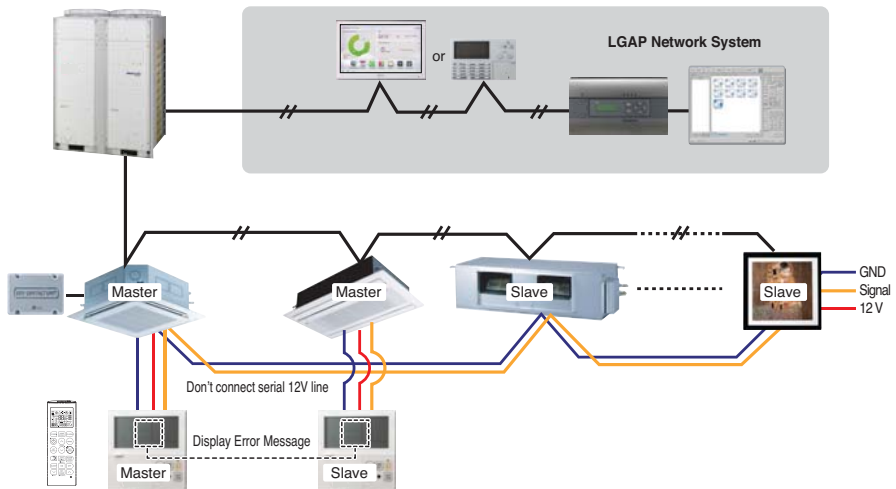 LGAP Network System
or
Master
Master
Slave
Slave
GND
Signal
12 V
Don't connect serial 12V line
Display Error Message
Master
Slave